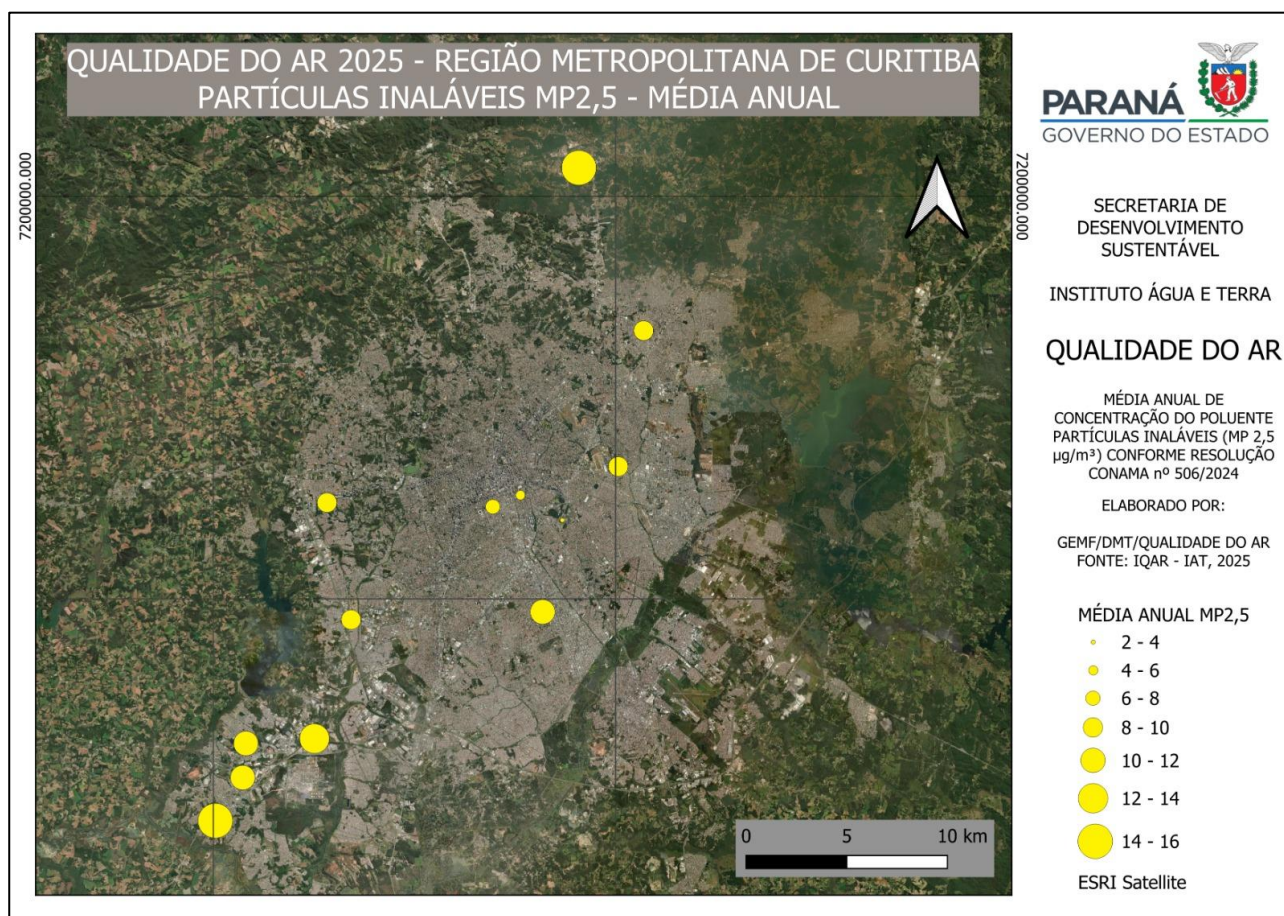 QUALIDADE DO AR 2025 - REGIÃO METROPOLITANA DE CURITIBA
PARTÍCULAS INALÁVEIS MP2,5 - MÉDIA ANUAL
7200000.000
7200000.000
0 5 10 km
PARANÁ
GOVERNO DO ESTADO
SECRETARIA DE
DESENVOLVIMENTO
SUSTENTÁVEL
INSTITUTO ÁGUA E TERRA
QUALIDADE DO AR
MÉDIA ANUAL DE
CONCENTRAÇÃO DO POLUENTE
PARTÍCULAS INALÁVEIS (MP 2,5
µg/m³) CONFORME RESOLUÇÃO
CONAMA nº 506/2024
ELABORADO POR:
GEMF/DMT/QUALIDADE DO AR
FONTE: IQAR - IAT, 2025
MÉDIA ANUAL MP2,5
2 - 4
4 - 6
6 - 8
8 - 10
10 - 12
12 - 14
14 - 16
ESRI Satellite